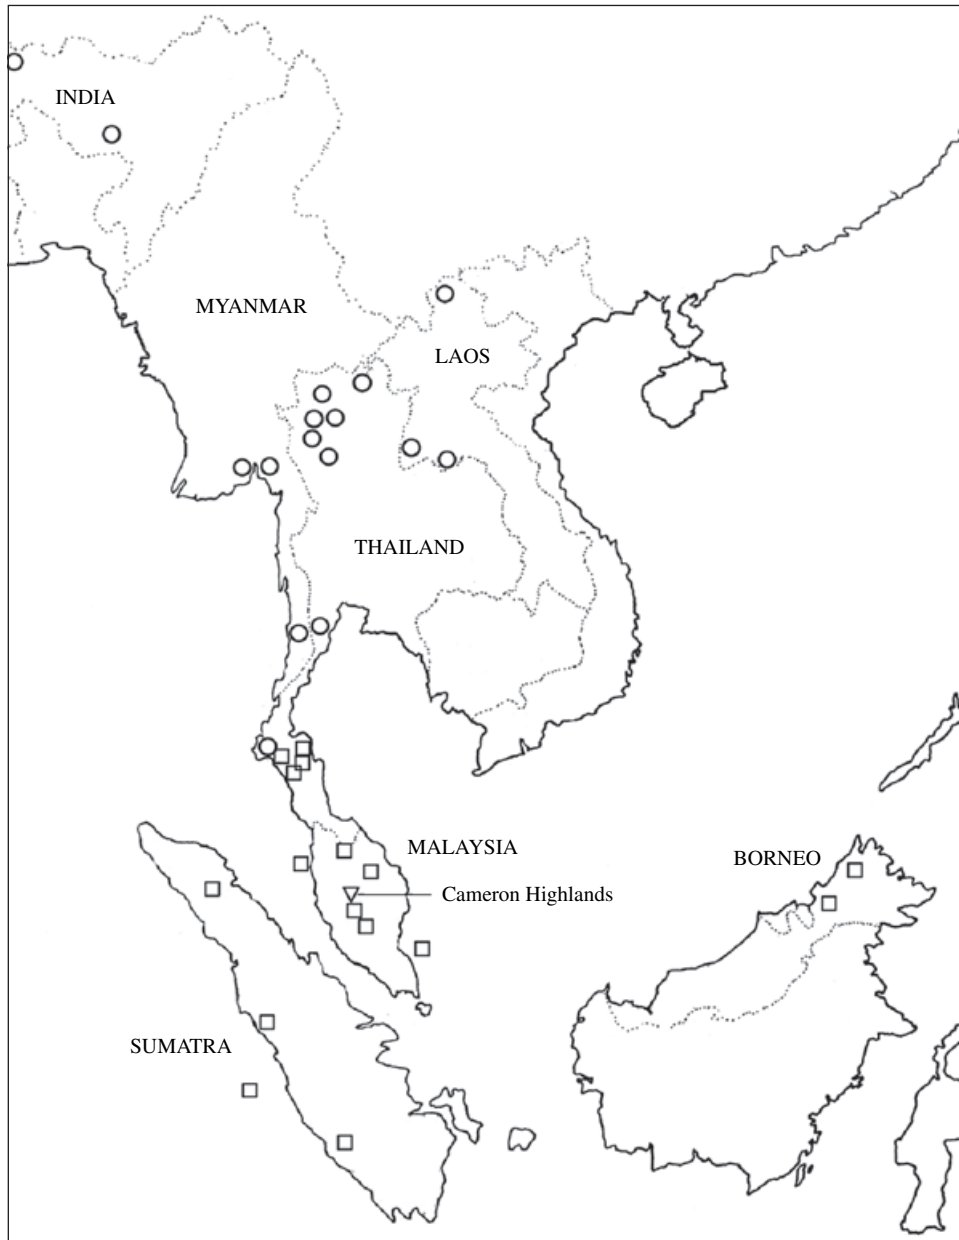 INDIA
MYANMAR
LAOS
THAILAND
MALAYSIA
BORNEO
Cameron Highlands
SUMATRA